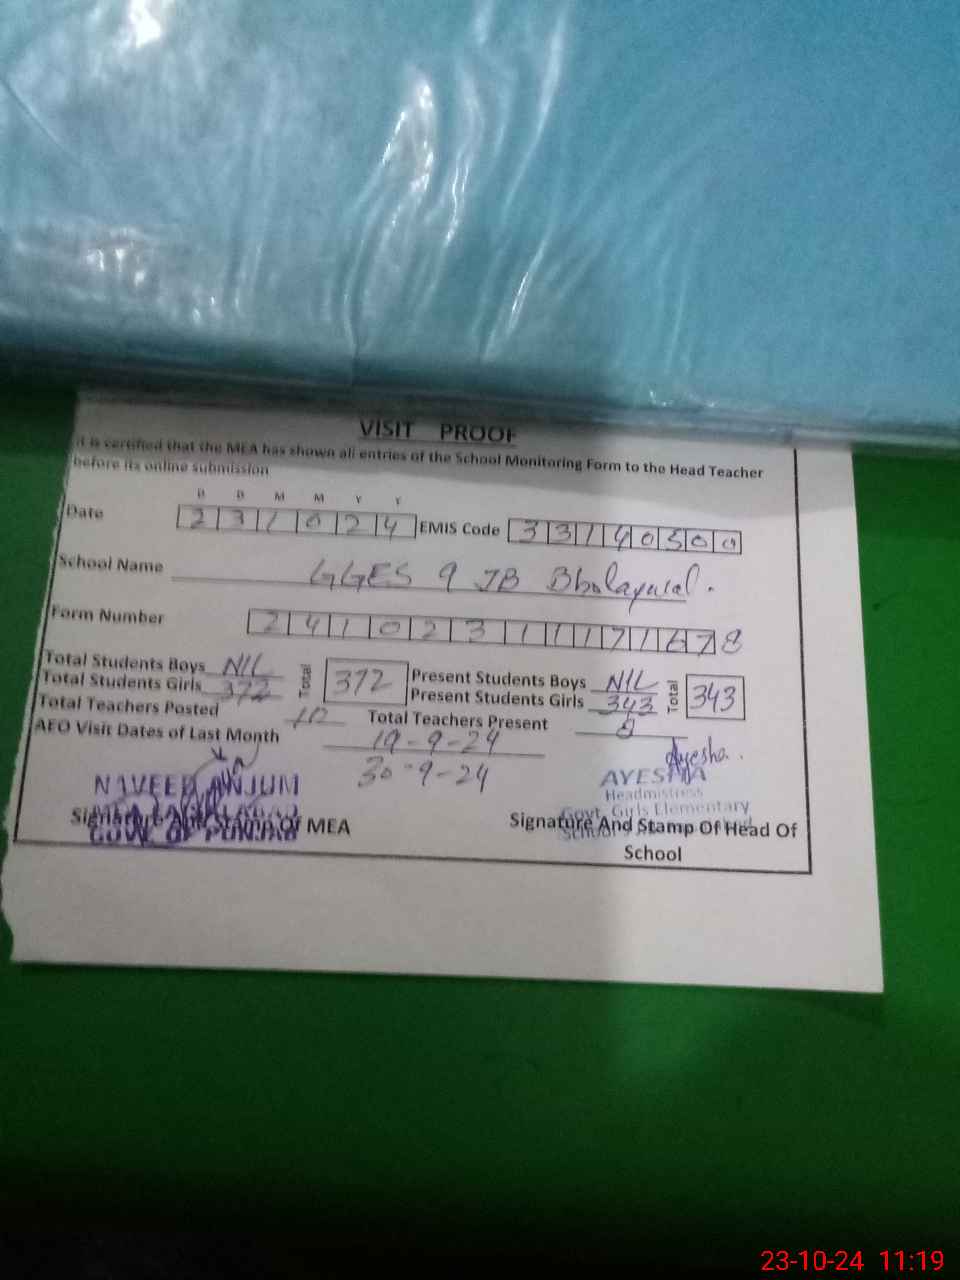 VISIT PROOF
It is certified that the MEA has shown all entries of the School Monitoring Form to the Head Teacher
before its online submission
D D M M Y Y
Date 2 3 1 0 2 4 EMIS Code 3 3 1 4 0 5 0 0
School Name GGES 9 JB Bholaywal.
Form Number 2 4 1 0 2 3 1 1 1 7 1 6 7 8
Total Students Boys NIL Total 372 Present Students Boys NIL Total 343
Total Students Girls 372 Present Students Girls 343
Total Teachers Posted 10 Total Teachers Present 8
AEO Visit Dates of Last Month 19-9-24
30-9-24
Ayesha.
NAVEED ANJUM
AYESHA
Headmistress
Govt. Girls Elementary
School
GOVT. OF PUNJAB
Signature And Stamp Of MEA
Signature And Stamp Of Head Of
School
23-10-24 11:19